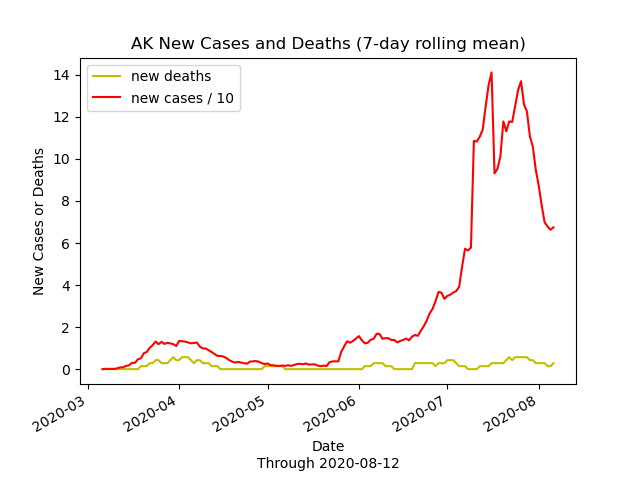 AK New Cases and Deaths (7-day rolling mean)
new deaths
new cases / 10
14
12
10
8
6
4
2
0
New Cases or Deaths
2020-03
2020-04
2020-05
2020-06
2020-07
2020-08
Date
Through 2020-08-12